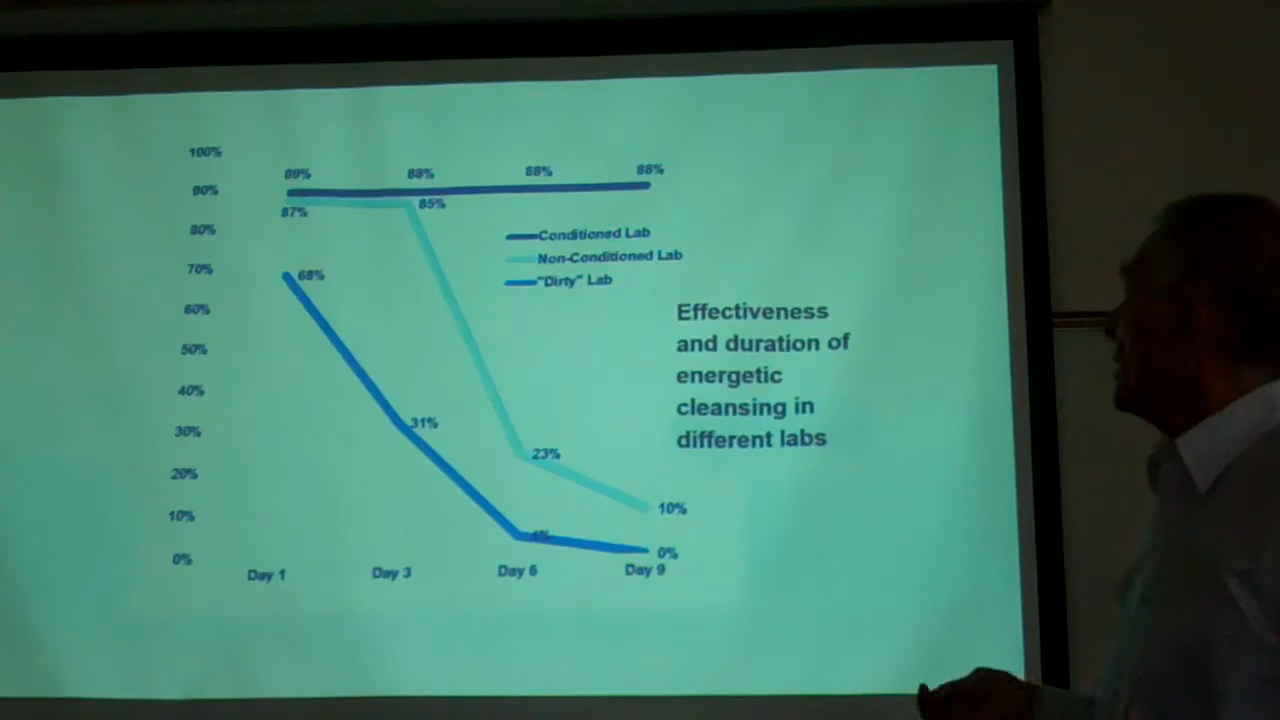 100%
90%
80%
70%
60%
50%
40%
30%
20%
10%
0%
89%
88%
88%
88%
87%
85%
68%
31%
23%
10%
4%
0%
Conditioned Lab
Non-Conditioned Lab
"Dirty" Lab
Effectiveness
and duration of
energetic
cleansing in
different labs
Day 1
Day 3
Day 6
Day 9